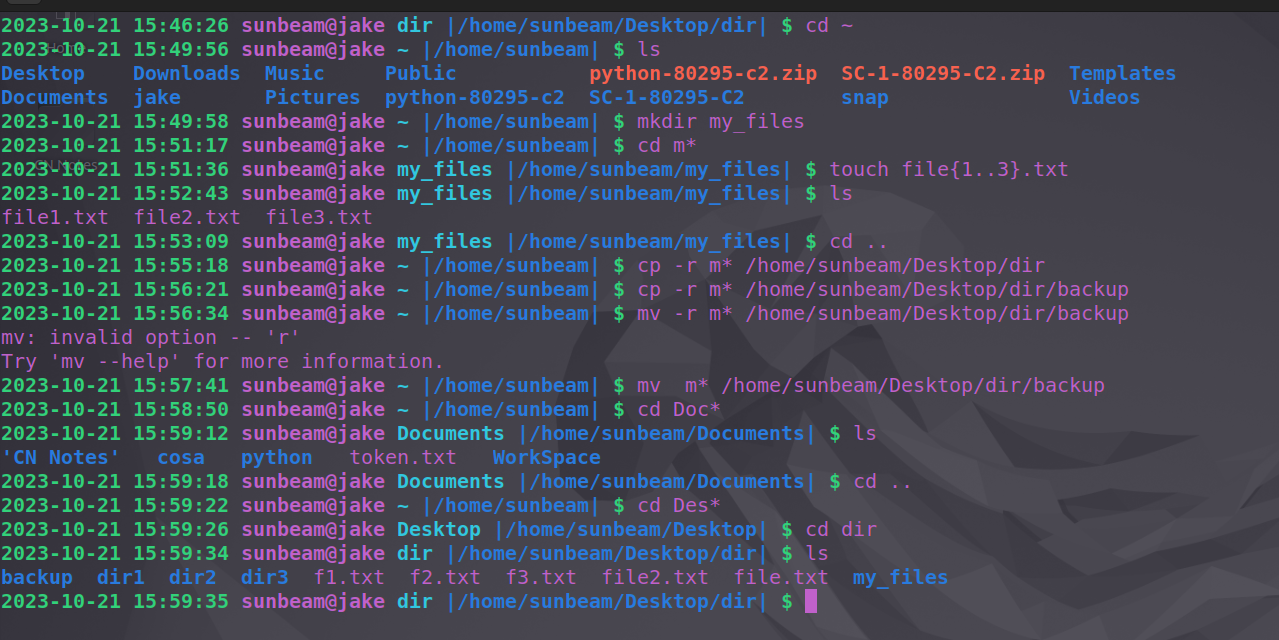 2023-10-21 15:46:26 sunbeam@jake dir |/home/sunbeam/Desktop/dir| $ cd ~
2023-10-21 15:49:56 sunbeam@jake ~ |/home/sunbeam| $ ls
Desktop    Downloads  Music     Public           python-80295-c2.zip  SC-1-80295-C2.zip  Templates
Documents  jake       Pictures  python-80295-c2  SC-1-80295-C2        snap               Videos
2023-10-21 15:49:58 sunbeam@jake ~ |/home/sunbeam| $ mkdir my_files
2023-10-21 15:51:17 sunbeam@jake ~ |/home/sunbeam| $ cd m*
2023-10-21 15:51:36 sunbeam@jake my_files |/home/sunbeam/my_files| $ touch file{1..3}.txt
2023-10-21 15:52:43 sunbeam@jake my_files |/home/sunbeam/my_files| $ ls
file1.txt  file2.txt  file3.txt
2023-10-21 15:53:09 sunbeam@jake my_files |/home/sunbeam/my_files| $ cd ..
2023-10-21 15:55:18 sunbeam@jake ~ |/home/sunbeam| $ cp -r m* /home/sunbeam/Desktop/dir
2023-10-21 15:56:21 sunbeam@jake ~ |/home/sunbeam| $ cp -r m* /home/sunbeam/Desktop/dir/backup
2023-10-21 15:56:34 sunbeam@jake ~ |/home/sunbeam| $ mv -r m* /home/sunbeam/Desktop/dir/backup
mv: invalid option -- 'r'
Try 'mv --help' for more information.
2023-10-21 15:57:41 sunbeam@jake ~ |/home/sunbeam| $ mv  m* /home/sunbeam/Desktop/dir/backup
2023-10-21 15:58:50 sunbeam@jake ~ |/home/sunbeam| $ cd Doc*
2023-10-21 15:59:12 sunbeam@jake Documents |/home/sunbeam/Documents| $ ls
'CN Notes'   cosa   python   token.txt   WorkSpace
2023-10-21 15:59:18 sunbeam@jake Documents |/home/sunbeam/Documents| $ cd ..
2023-10-21 15:59:22 sunbeam@jake ~ |/home/sunbeam| $ cd Des*
2023-10-21 15:59:26 sunbeam@jake Desktop |/home/sunbeam/Desktop| $ cd dir
2023-10-21 15:59:34 sunbeam@jake dir |/home/sunbeam/Desktop/dir| $ ls
backup  dir1  dir2  dir3  f1.txt  f2.txt  f3.txt  file2.txt  file.txt  my_files
2023-10-21 15:59:35 sunbeam@jake dir |/home/sunbeam/Desktop/dir| $
Home
CN Notes